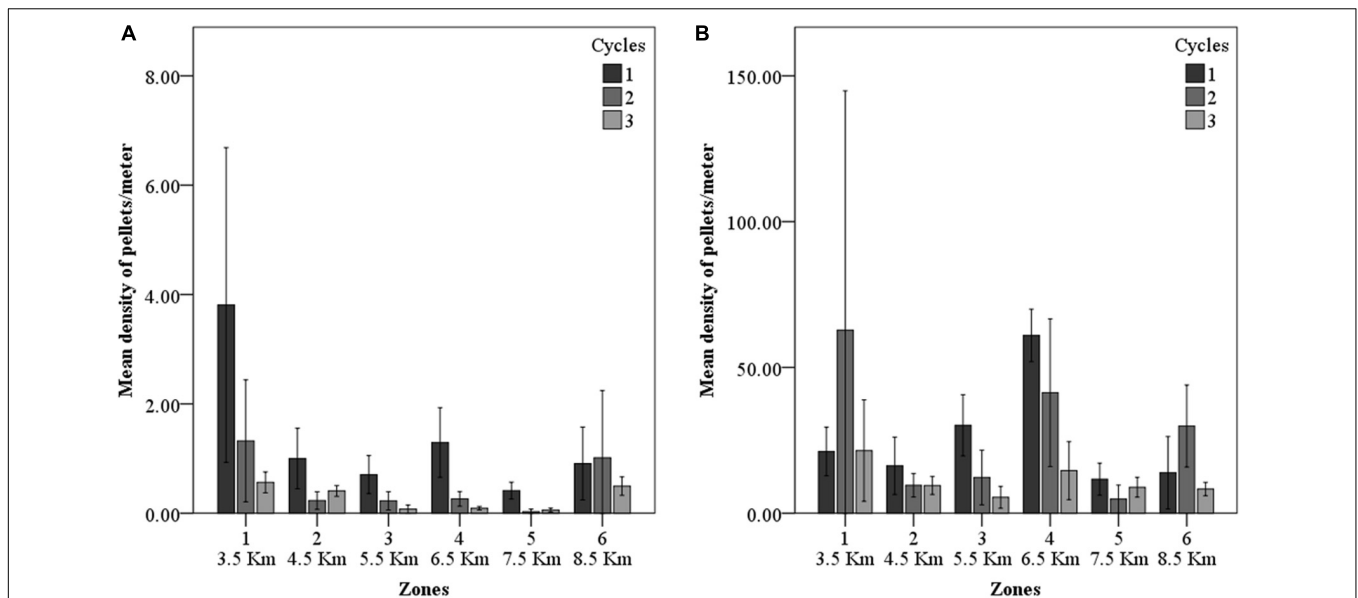 A
Mean density of pellets/meter
8.00
6.00
4.00
2.00
0.00
Cycles
1
2
3
1 2 3 4 5 6
3.5 Km 4.5 Km 5.5 Km 6.5 Km 7.5 Km 8.5 Km
Zones
B
Mean density of pellets/meter
150.00
100.00
50.00
0.00
Cycles
1
2
3
1 2 3 4 5 6
3.5 Km 4.5 Km 5.5 Km 6.5 Km 7.5 Km 8.5 Km
Zones